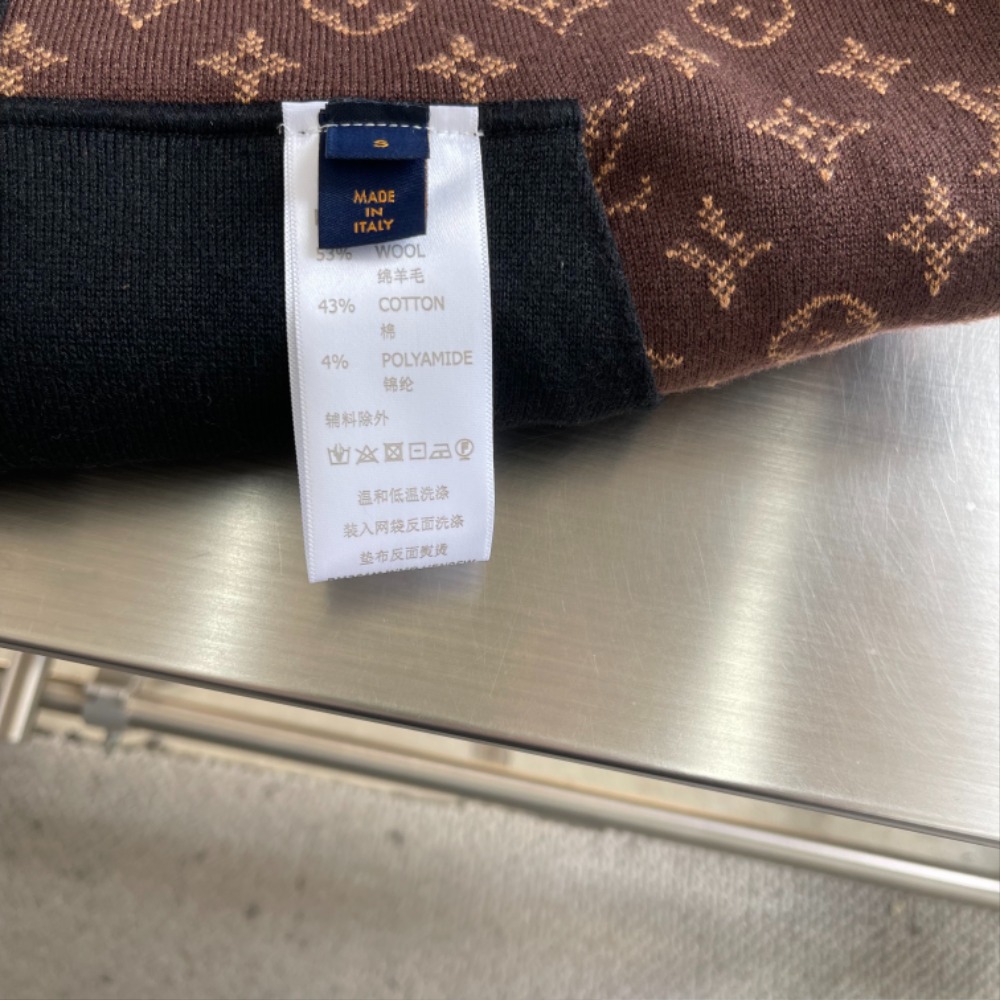 S
MADE
IN
ITALY
53% WOOL
绵羊毛
43% COTTON
棉
4% POLYAMIDE
锦纶
辅料除外
温和低温洗涤
装入网袋反面洗涤
垫布反面熨烫